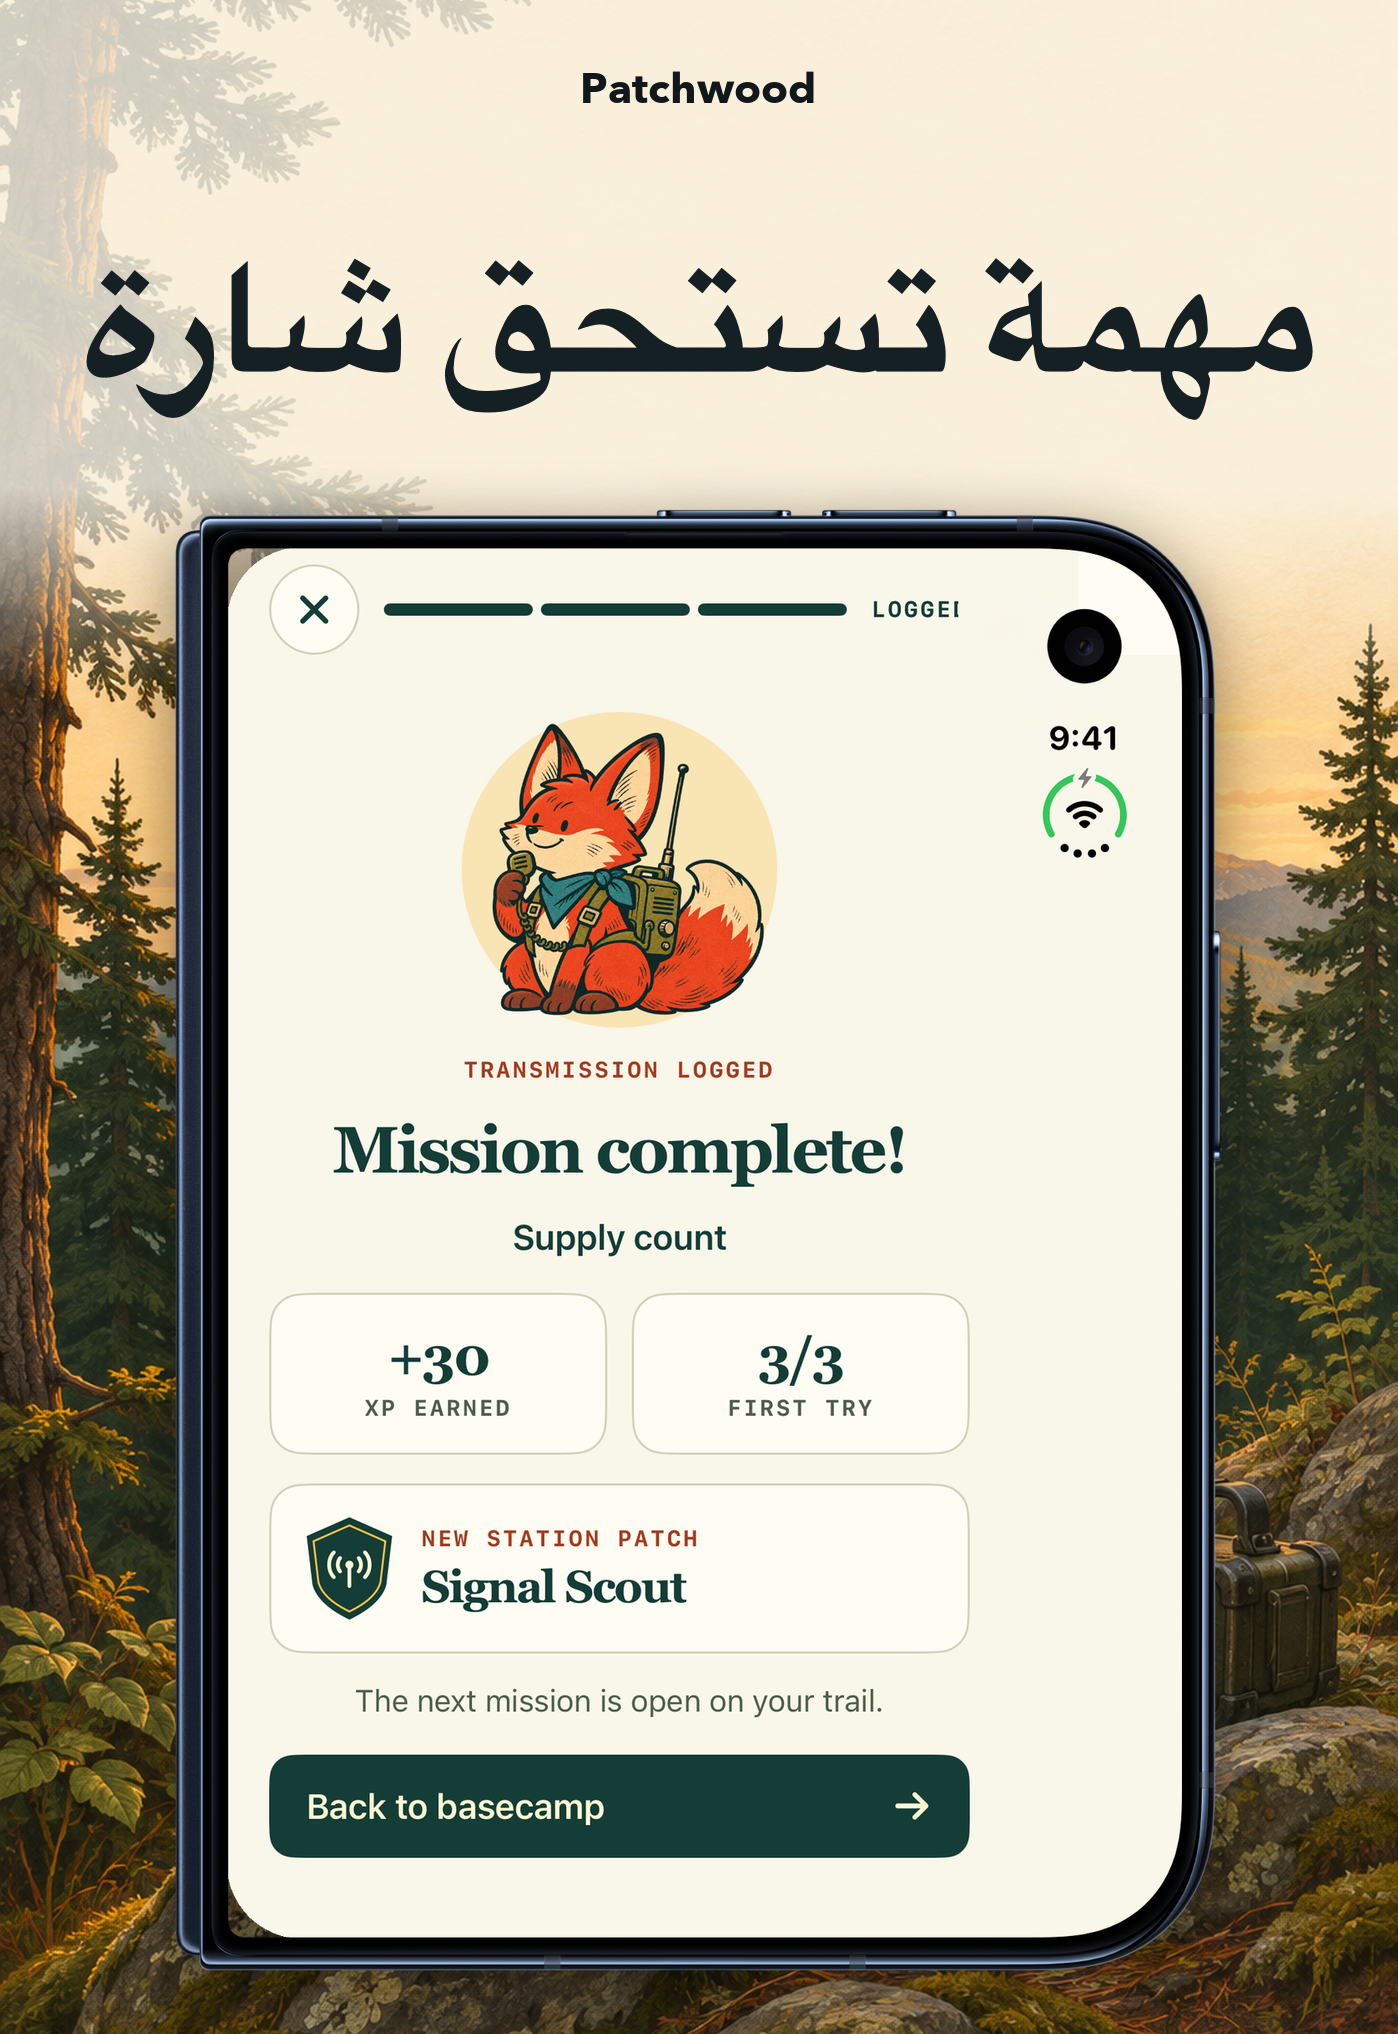 Patchwood
مهمة تستحق شارة
LOGGE
9:41
TRANSMISSION LOGGED
Mission complete!
Supply count
+30
XP EARNED
3/3
FIRST TRY
NEW STATION PATCH
Signal Scout
The next mission is open on your trail.
Back to basecamp